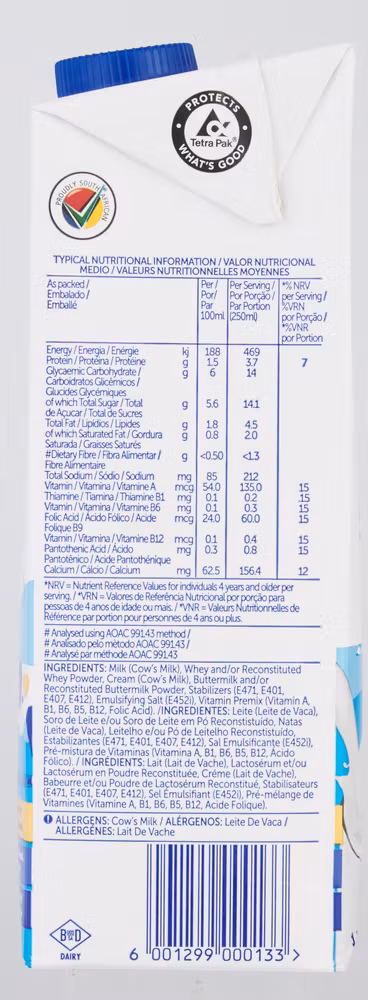 PROTECTS
Tetra Pak®
WHAT'S GOOD
PROUDLY SOUTH AFRICAN
TYPICAL NUTRITIONAL INFORMATION / VALOR NUTRICIONAL
MEDIO / VALEURS NUTRITIONNELLES MOYENNES
As packed / Per / Per Serving / *% NRV
Embalado / Por/ Por Porção / per Serving /
Emballé Par Par Portion *%VRN
100ml (250ml) por Porção /
*%VNR
par Portion
Energy / Energia / Énérgie kj 188 469
Protein / Próteina / Protéine g 1.5 3.7 7
Glycaemic Carbohydrate / g 6 14
Carboidratos Glicémicos /
Glucides Glycémiques
of which Total Sugar / Total g 5.6 14.1
de Açucar / Total de Sucres
Total Fat / Lipidios / Lipides g 1.8 4.5
of which Saturated Fat / Gordura g 0.8 2.0
Saturada / Graisses Saturés
#Dietary Fibre / Fibra Alimentar / g <0.50 <1.3
Fibre Alimentaire
Total Sodium / Sódio / Sodium mg 85 212
Vitamin / Vitamina / Vitamine A mcg 54.0 135.0 15
Thiamine / Tiamina / Thiamine B1 mg 0.1 0.2 15
Vitamin / Vitamina / Vitamine B6 mg 0.1 0.3 15
Folic Acid / Ácido Fólico / Acide mcg 24.0 60.0 15
Folique B9
Vitamin / Vitamina / Vitamine B12 mcg 0.1 0.4 15
Pantothenic Acid / Ácido mg 0.3 0.8 15
Pantotênico / Acide Pantothénique
Calcium / Cálcio / Calcium mg 62.5 156.4 12
*NRV = Nutrient Reference Values for individuals 4 years and older per
serving. / *VRN = Valores de Referência Nutricional por porção para
pessoas de 4 anos de idade ou mais. / *VNR = Valeurs Nutritionnelles de
Référence par portion pour personnes de 4 ans ou plus.
# Analysed using AOAC 991.43 method /
# Analisado pelo método AOAC 991.43 /
# Analysé par méthode AOAC 991.43
INGREDIENTS: Milk (Cow's Milk), Whey and/or Reconstituted
Whey Powder, Cream (Cow's Milk), Buttermilk and/or
Reconstituted Buttermilk Powder, Stabilizers (E471, E401,
E407, E412), Emulsifying Salt (E452i), Vitamin Premix (Vitamin A,
B1, B6, B5, B12, Folic Acid). /INGREDIENTES: Leite (Leite de Vaca),
Soro de Leite e/ou Soro de Leite em Pó Reconstistuído, Natas
(Leite de Vaca), Leitelho e/ou Pó de Leitelho Reconstistuído,
Estabilizantes (E471, E401, E407, E412), Sal Emulsificante (E452i),
Pré-mistura de Vitaminas (Vitamina A, B1, B6, B5, B12, Ácido
Fólico). / INGRÉDIENTS: Lait (Lait de Vache), Lactosérum et/ou
Lactosérum en Poudre Reconstituée, Crème (Lait de Vache),
Babeurre et/ou Poudre de Lactosérum Reconstitué, Stabilisateurs
(E471, E401, E407, E412), Sel Émulsifiant (E452i), Pré-mélange de
Vitamines (Vitamine A, B1, B6, B5, B12, Acide Folique).
ALLERGENS: Cow's Milk / ALÉRGENOS: Leite De Vaca /
ALLERGÈNES: Lait De Vache
DAIRY
6 001299 000133 >